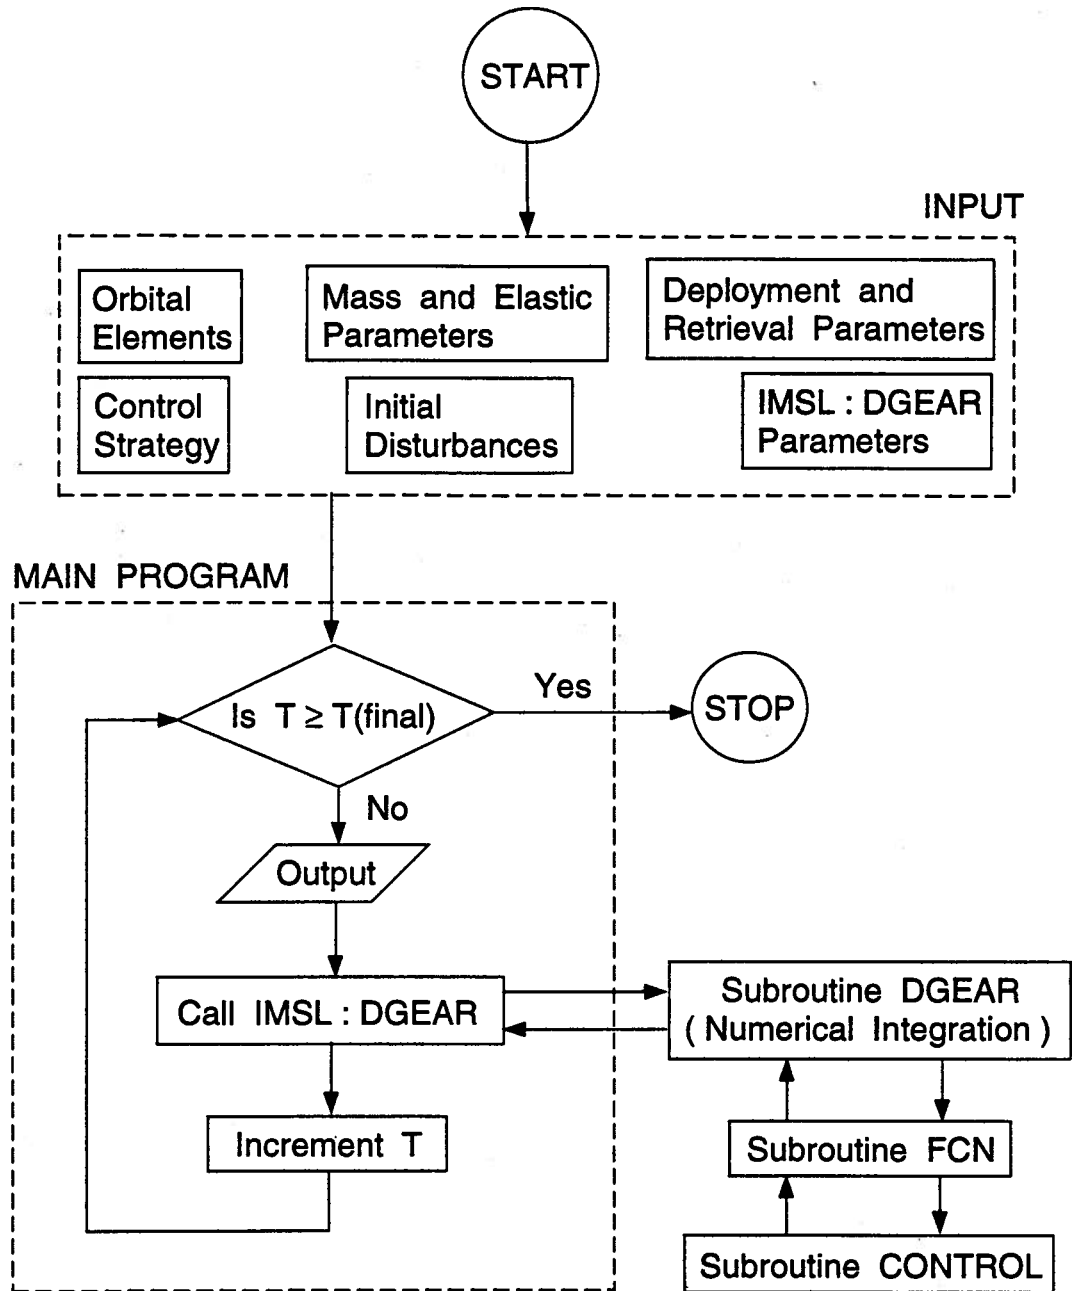 START
INPUT
Orbital
Elements
Mass and Elastic
Parameters
Deployment and
Retrieval Parameters
Control
Strategy
Initial
Disturbances
IMSL : DGEAR
Parameters
MAIN PROGRAM
Is T ≥ T(final)
Yes
STOP
No
Output
Call IMSL : DGEAR
Subroutine DGEAR
( Numerical Integration )
Increment T
Subroutine FCN
Subroutine CONTROL